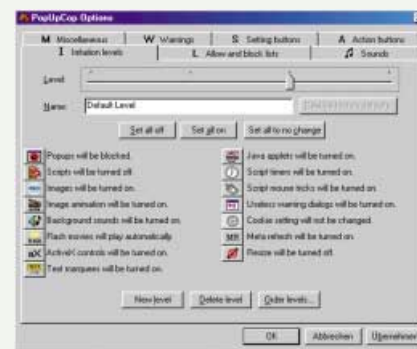 PopUpCop Options
M Miscellaneous
W Warnings
S Setting buttons
A Action buttons
I Irritation levels
L Allow and block lists
Sounds
Level:
Name: Default Level
Set all off
Set all on
Set all to no change
Popups will be blocked.
Scripts will be turned off.
Images will be turned on.
Image animation will be turned on.
Background sounds will be turned on.
Flash movies will play automatically.
ActiveX controls will be turned on.
Text marquees will be turned on.
Java applets will be turned on.
Script timers will be turned on.
Script mouse tricks will be turned on.
Useless warning dialogs will be turned on.
Cookie setting will not be changed.
Meta refresh will be turned on.
Resize will be turned off.
New level
Delete level
Order levels...
OK
Abbrechen
Übernehmen